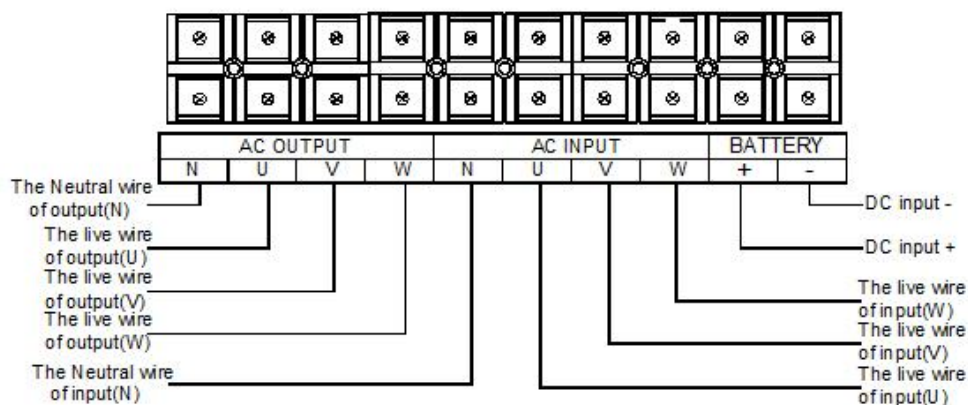 AC OUTPUT AC INPUT BATTERY
N U V W N U V W + -
The Neutral wire
of output(N)
The live wire
of output(U)
The live wire
of output(V)
The live wire
of output(W)
The Neutral wire
of input(N)
DC input -
DC input +
The live wire
of input(W)
The live wire
of input(V)
The live wire
of input(U)